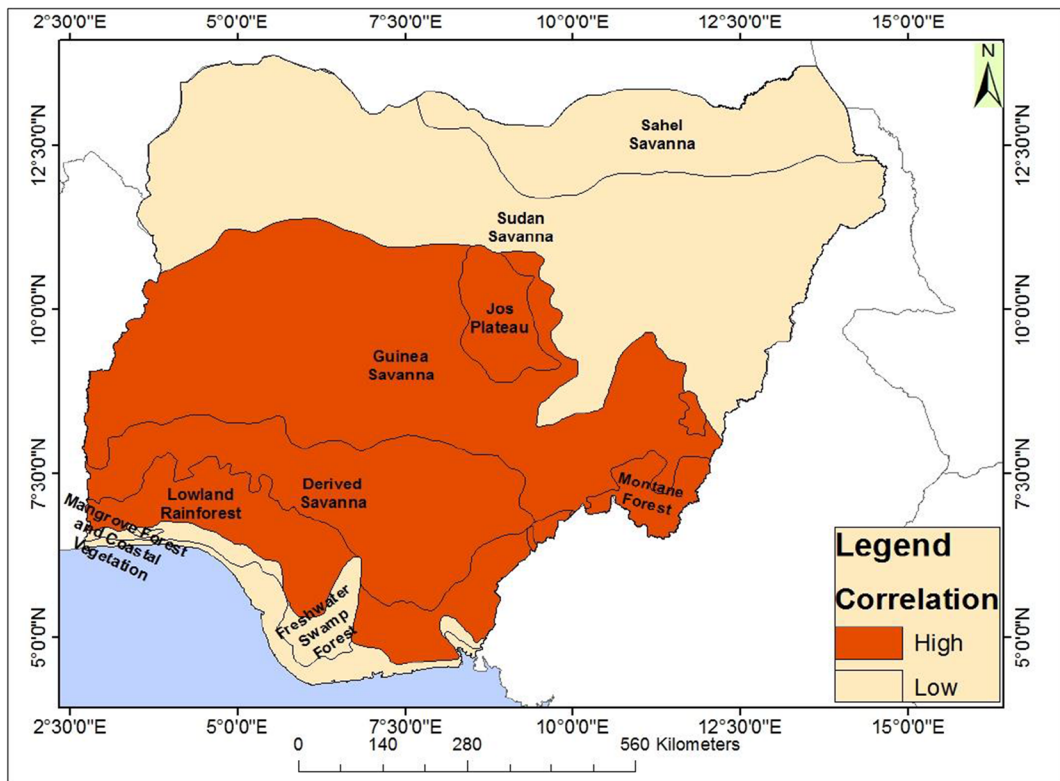 2°30'0"E 5°0'0"E 7°30'0"E 10°0'0"E 12°30'0"E 15°0'0"E
N
12°30'0"N
12°30'0"N
Sahel
Savanna
Sudan
Savanna
10°0'0"N
10°0'0"N
Jos
Plateau
Guinea
Savanna
7°30'0"N
7°30'0"N
Derived
Savanna
Lowland
Rainforest
Montane
Forest
Mangrove Forest
and Coastal
Vegetation
Freshwater
Swamp
Forest
5°0'0"N
5°0'0"N
Legend
Correlation
High
Low
2°30'0"E 5°0'0"E 7°30'0"E 10°0'0"E 12°30'0"E 15°0'0"E
0 140 280 560 Kilometers